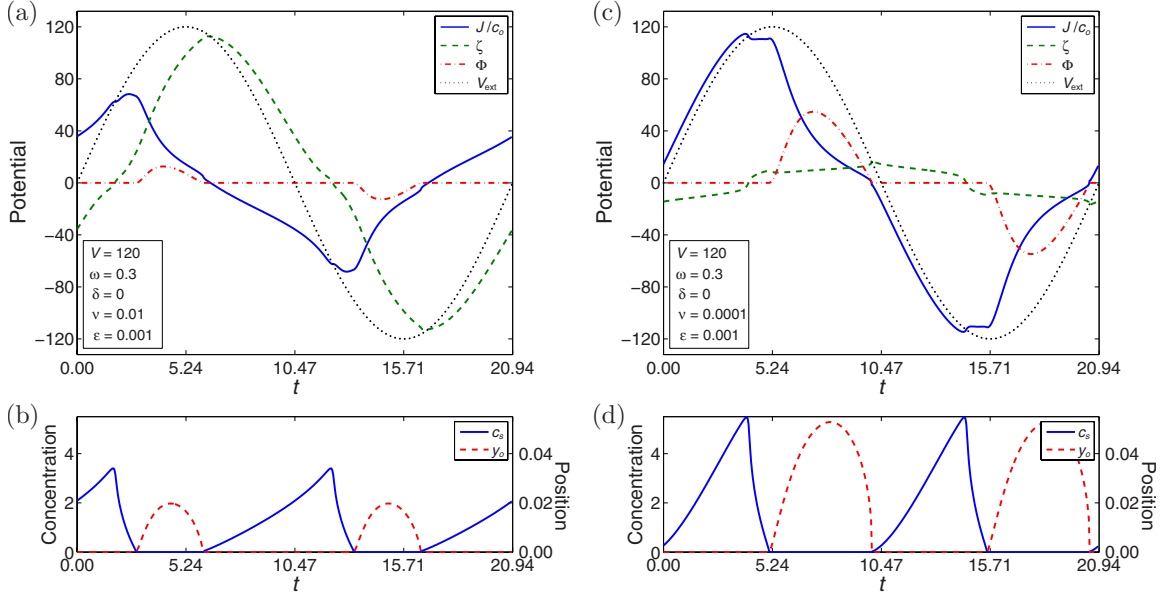 (a)
120
80
40
0
−40
−80
−120
Potential
J/cₒ
ζ
Φ
V_ext
V = 120
ω = 0.3
δ = 0
ν = 0.01
ε = 0.001
0.00 5.24 10.47 15.71 20.94
t
(b)
4
2
0
Concentration
c_s
yₒ
0.04
0.02
0.00
Position
0.00 5.24 10.47 15.71 20.94
t
(c)
120
80
40
0
−40
−80
−120
Potential
J/cₒ
ζ
Φ
V_ext
V = 120
ω = 0.3
δ = 0
ν = 0.0001
ε = 0.001
0.00 5.24 10.47 15.71 20.94
t
(d)
4
2
0
Concentration
c_s
yₒ
0.04
0.02
0.00
Position
0.00 5.24 10.47 15.71 20.94
t